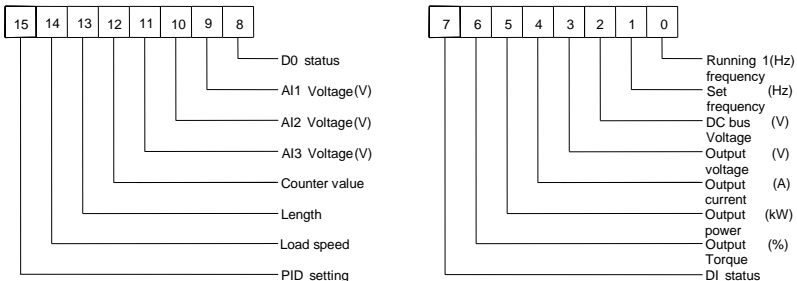 15 14 13 12 11 10 9 8
D0 status
AI1 Voltage(V)
AI2 Voltage(V)
AI3 Voltage(V)
Counter value
Length
Load speed
PID setting
7 6 5 4 3 2 1 0
Running 1(Hz)
frequency
Set (Hz)
frequency
DC bus (V)
Voltage
Output (V)
voltage
Output (A)
current
Output (kW)
power
Output (%)
Torque
DI status